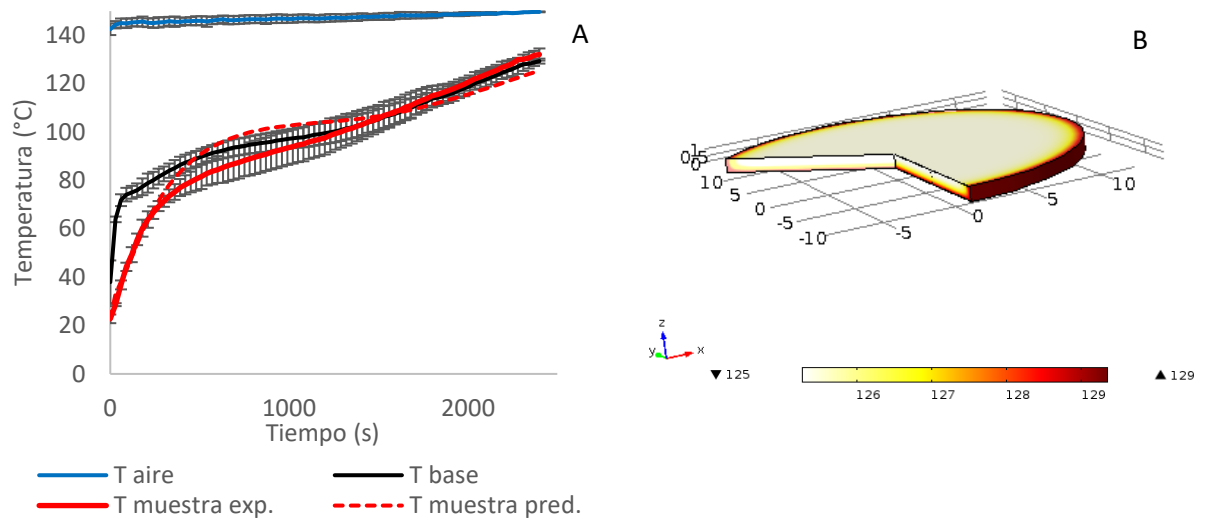 A
B
Temperatura (°C)
140
120
100
80
60
40
20
0
0 1000 2000
Tiempo (s)
T aire T base
T muestra exp. T muestra pred.
10
5
0
-5
-10
-5
0
5
10
z
y x
▼ 125 ▲ 129
126 127 128 129